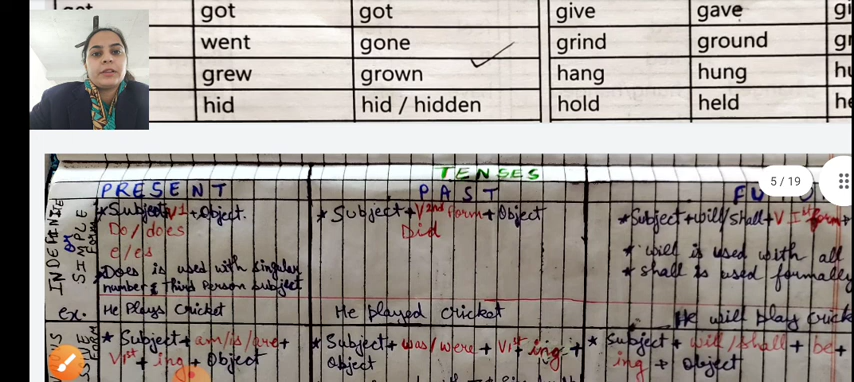 got got give gave
went gone grind ground
grew grown hang hung
hid hid / hidden hold held
5 / 19
TENSES
PRESENT PAST
INDEFINITE
SIMPLE FORM
* Subject + V1 + Object.
Do / does
e/es
* Does is used with singular
number & third person subject
ex. He Plays Cricket
* Subject + V 2nd form + Object
Did
He played cricket
* Subject + will/shall + V Ist form +
* will is used with all
* shall is used formally
He will play
FORM
* Subject + am/is/are +
V1st + ing + Object
* Subject + was/were + V1st ing +
Object
* Subject + will/shall + be +
ing + Object